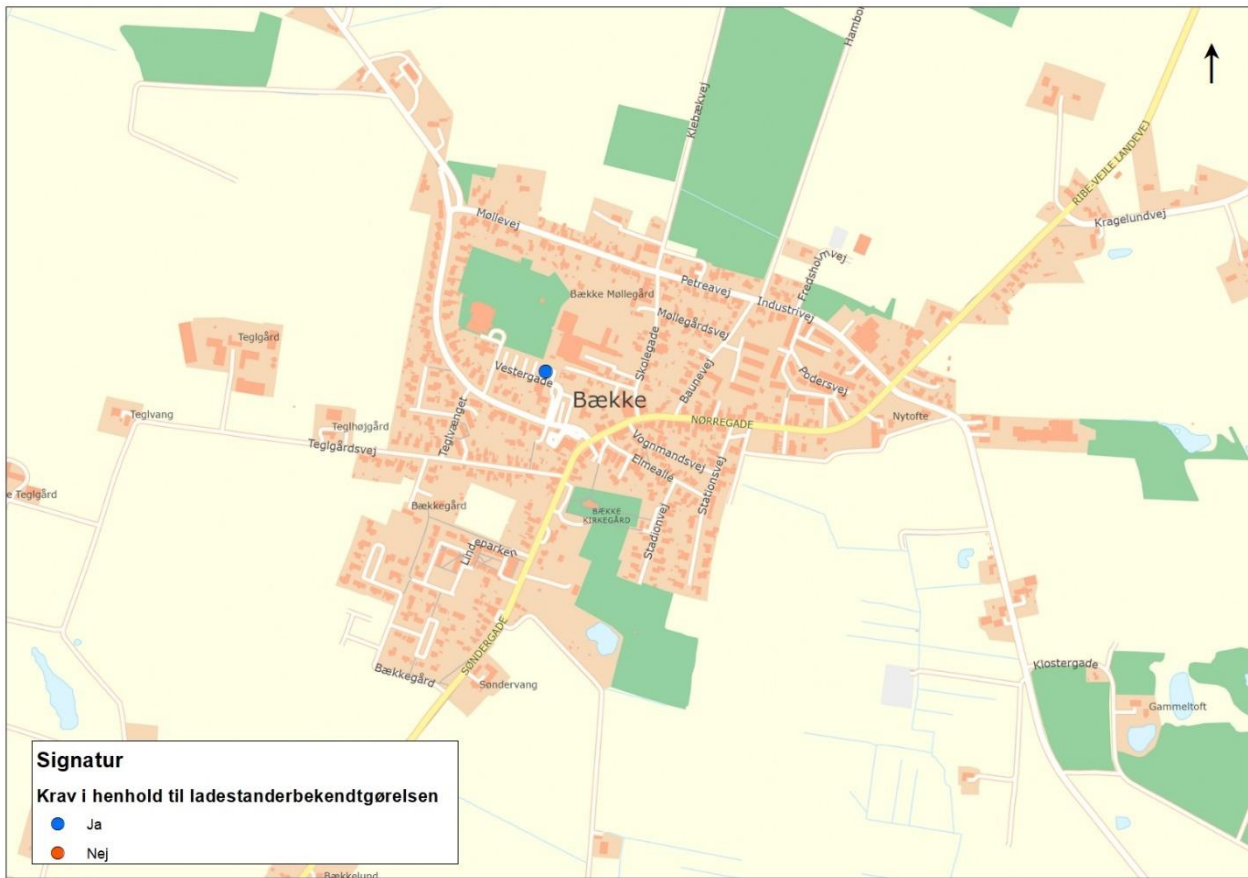 Hambo
Klebækvej
RIBE-VEJLE LANDEVEJ
Kragelundvej
Møllevej
Fredsholmvej
Petreavej
Bække Møllegård
Industrivej
Møllegårdsvej
Teglgård
Skolegade
Vestergade
Baunevej
Podersvej
Bække
Teglvænget
Teglvang
Teglhøjgård
NØRREGADE
Nytofte
Teglgårdsvej
Vognmandsvej
Elmealle
Stationsvej
e Teglgård
Bækkegård
BÆKKE
KIRKEGÅRD
Stadionvej
Lindeparken
SØNDERGADE
Bækkegård
Søndervang
Klostergade
Gammeltoft
Signatur
Krav i henhold til ladestanderbekendtgørelsen
Ja
Nej
Bækkelund